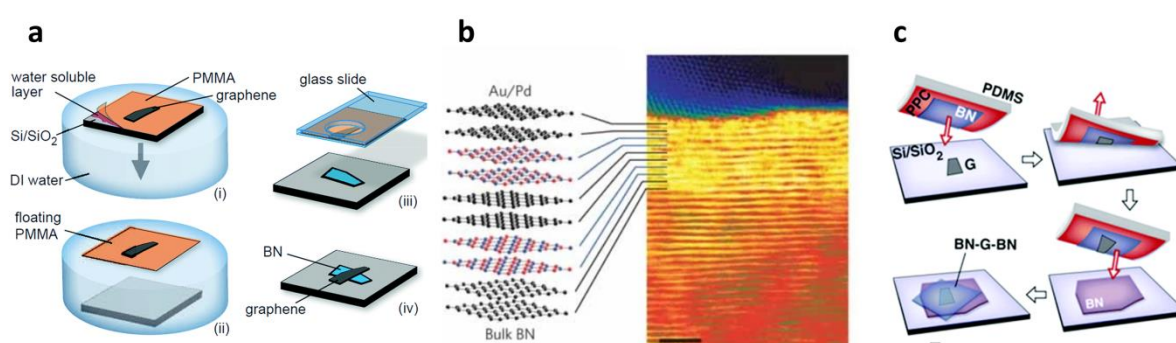 a
water soluble
layer
PMMA
graphene
Si/SiO2
DI water
(i)
floating
PMMA
(ii)
glass slide
(iii)
BN
graphene
(iv)
b
Au/Pd
Bulk BN
c
PPC
BN
PDMS
Si/SiO2
G
BN-G-BN
BN